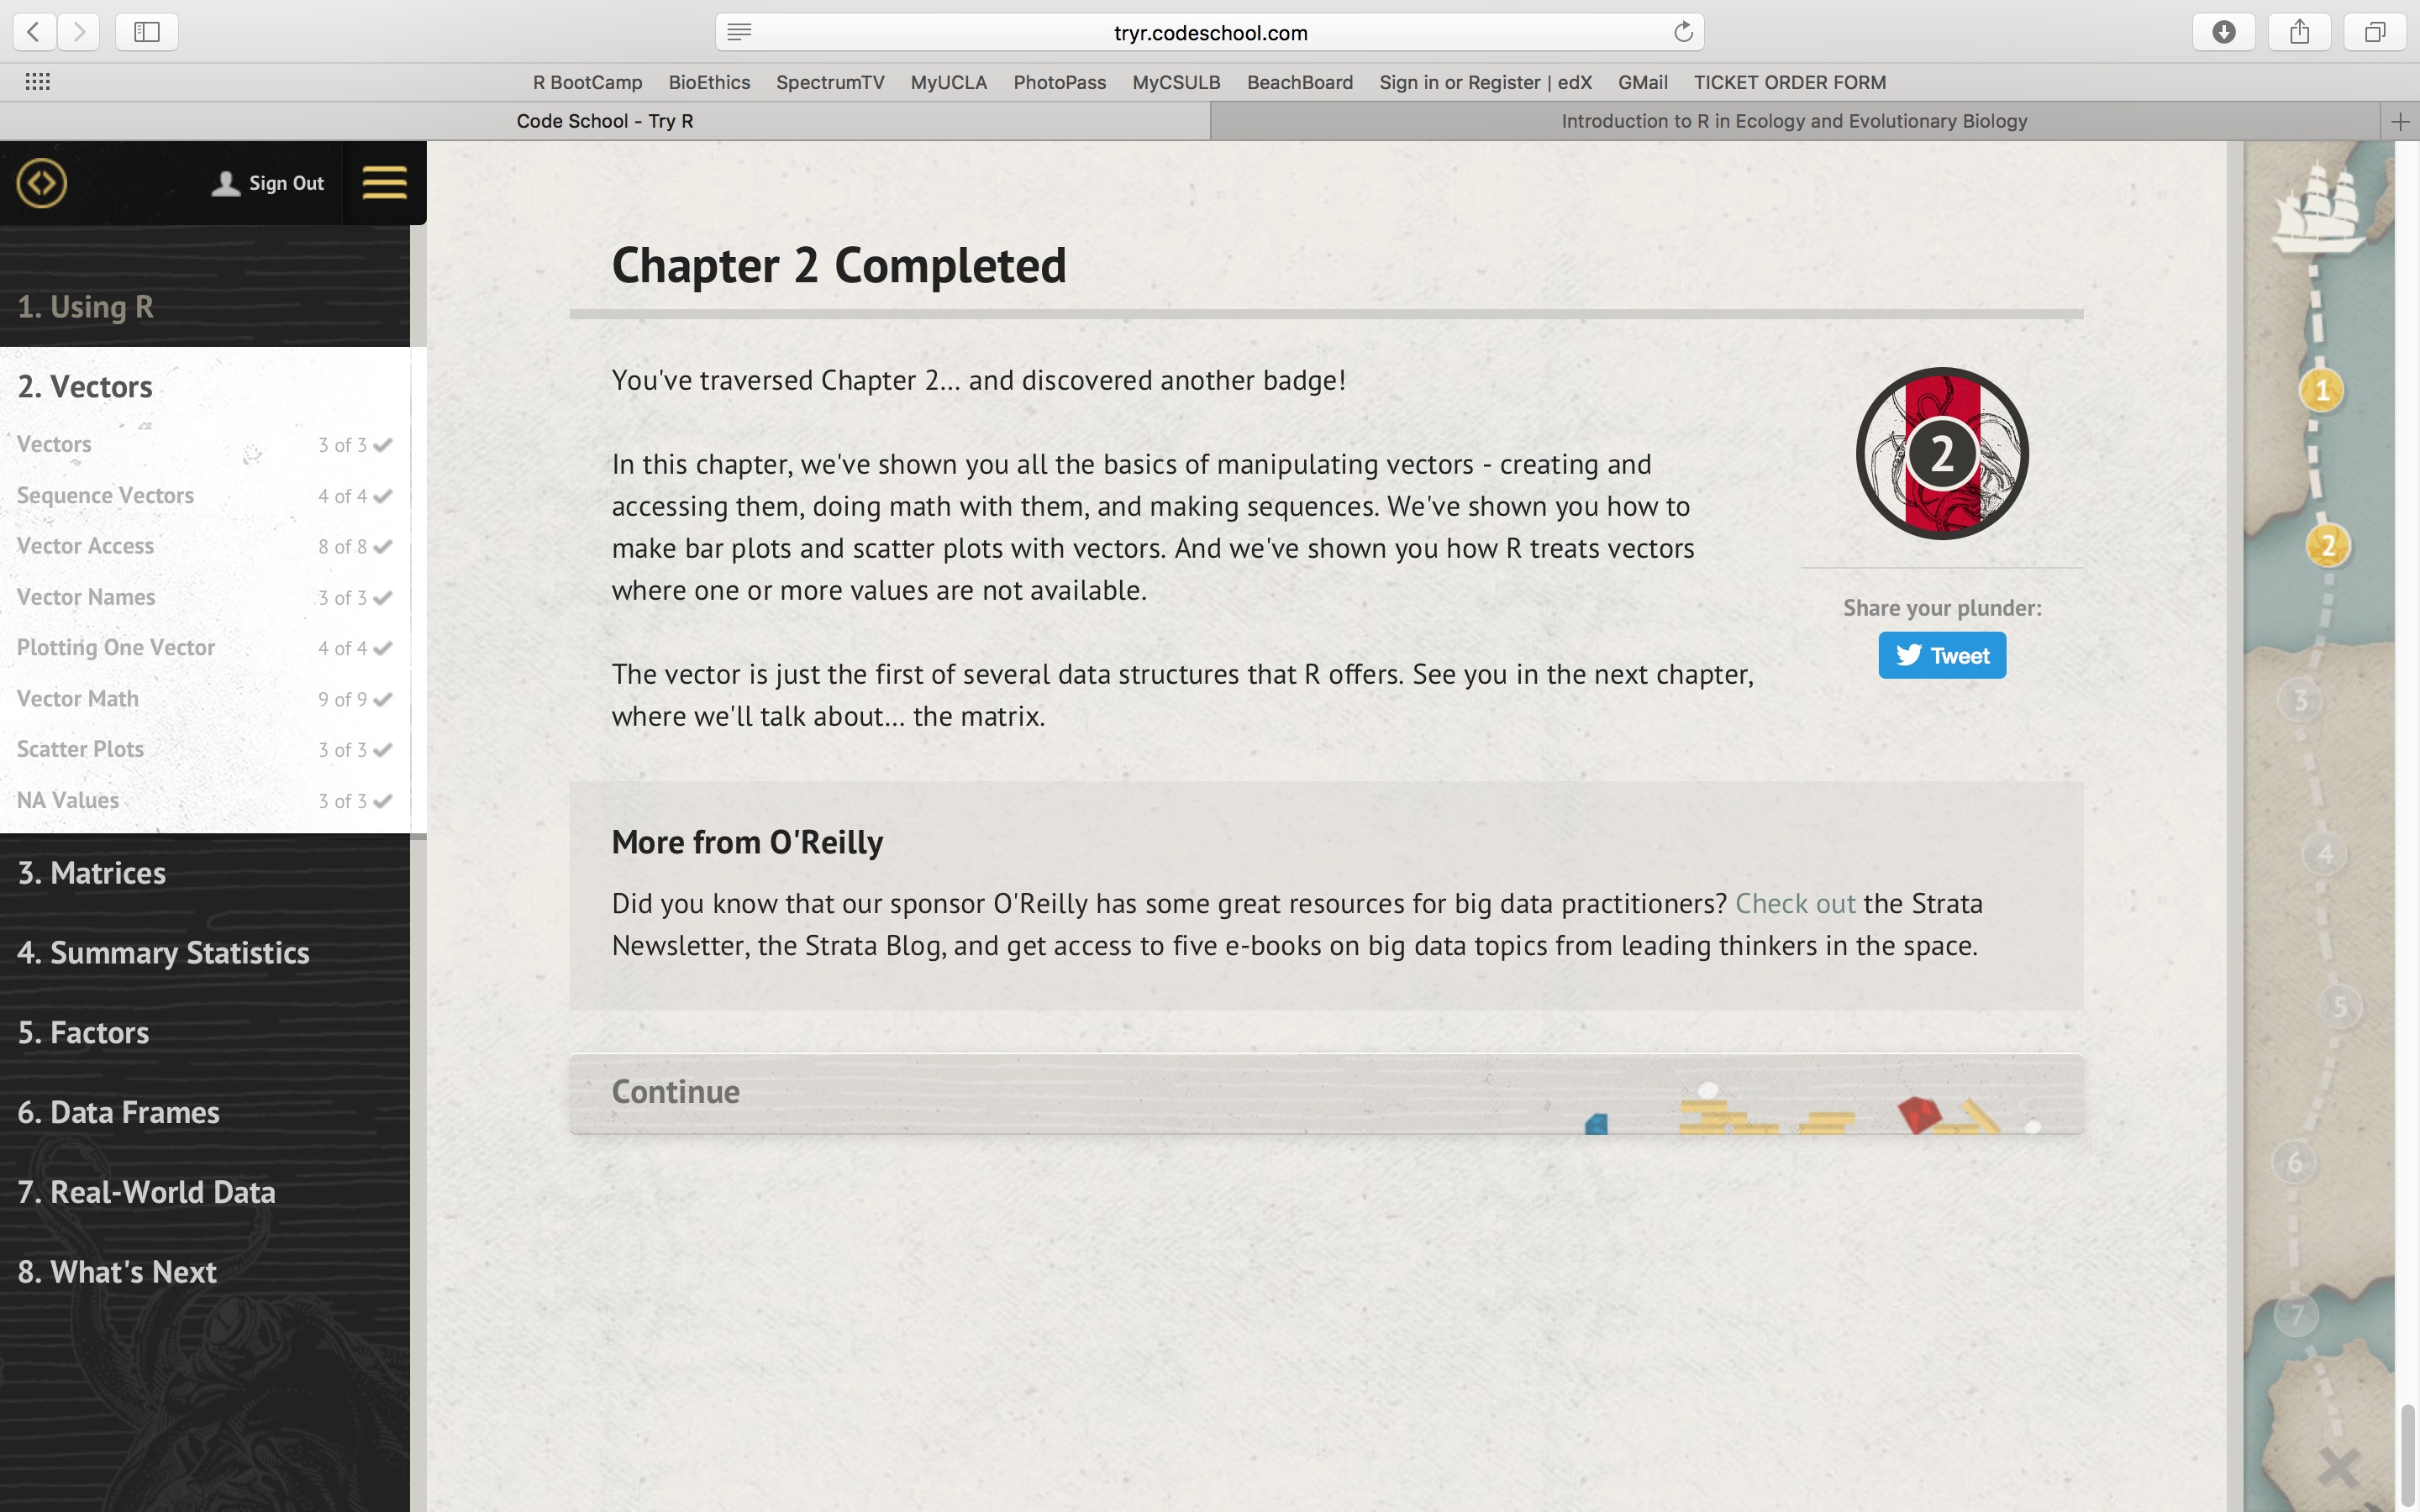 tryr.codeschool.com
R BootCamp BioEthics SpectrumTV MyUCLA PhotoPass MyCSULB BeachBoard Sign in or Register | edX GMail TICKET ORDER FORM
Code School - Try R
Introduction to R in Ecology and Evolutionary Biology
Sign Out
1. Using R
2. Vectors
Vectors 3 of 3
Sequence Vectors 4 of 4
Vector Access 8 of 8
Vector Names 3 of 3
Plotting One Vector 4 of 4
Vector Math 9 of 9
Scatter Plots 3 of 3
NA Values 3 of 3
3. Matrices
4. Summary Statistics
5. Factors
6. Data Frames
7. Real-World Data
8. What's Next
Chapter 2 Completed
You've traversed Chapter 2... and discovered another badge!
In this chapter, we've shown you all the basics of manipulating vectors - creating and
accessing them, doing math with them, and making sequences. We've shown you how to
make bar plots and scatter plots with vectors. And we've shown you how R treats vectors
where one or more values are not available.
The vector is just the first of several data structures that R offers. See you in the next chapter,
where we'll talk about... the matrix.
2
Share your plunder:
Tweet
More from O'Reilly
Did you know that our sponsor O'Reilly has some great resources for big data practitioners? Check out the Strata
Newsletter, the Strata Blog, and get access to five e-books on big data topics from leading thinkers in the space.
Continue
1
2
3
4
5
6
7